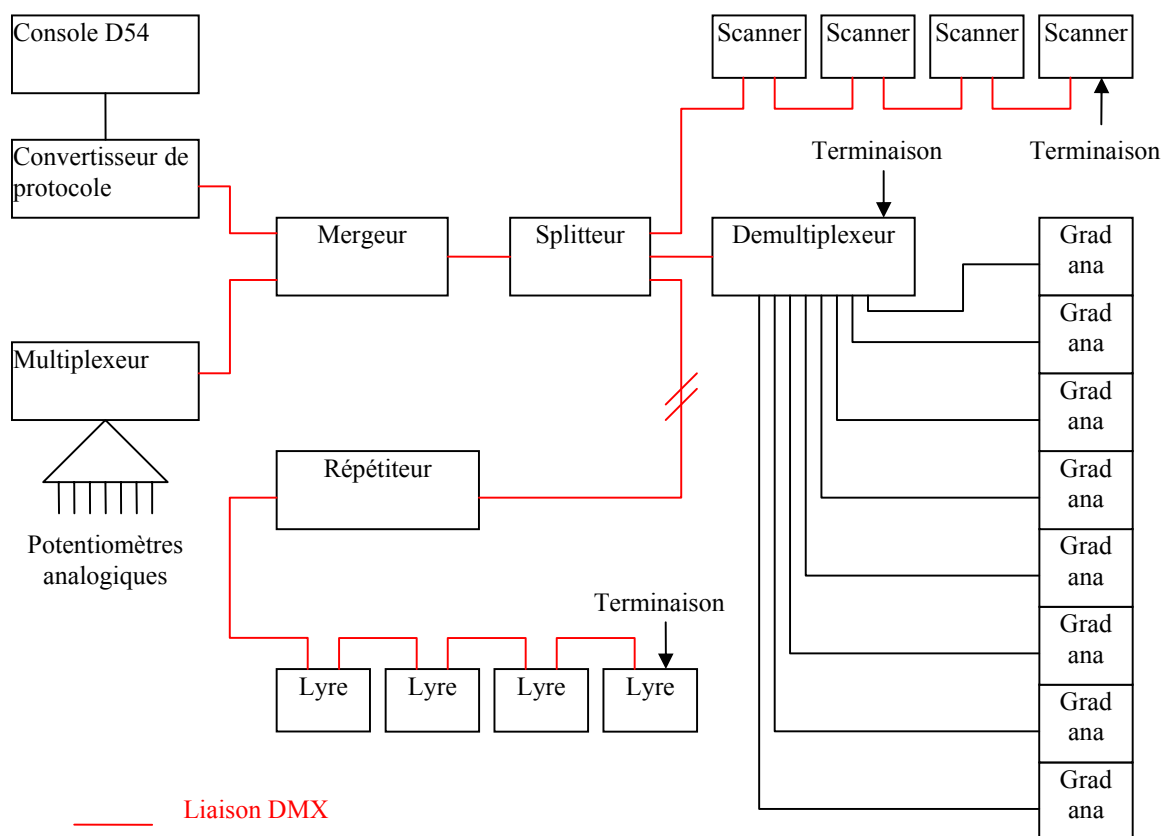 Console D54
Scanner
Scanner
Scanner
Scanner
Convertisseur de
protocole
Terminaison
Terminaison
Mergeur
Splitteur
Demultiplexeur
Grad
ana
Grad
ana
Multiplexeur
Grad
ana
Répétiteur
Grad
ana
Potentiomètres
analogiques
Grad
ana
Terminaison
Grad
ana
Lyre
Lyre
Lyre
Lyre
Grad
ana
Grad
ana
Liaison DMX